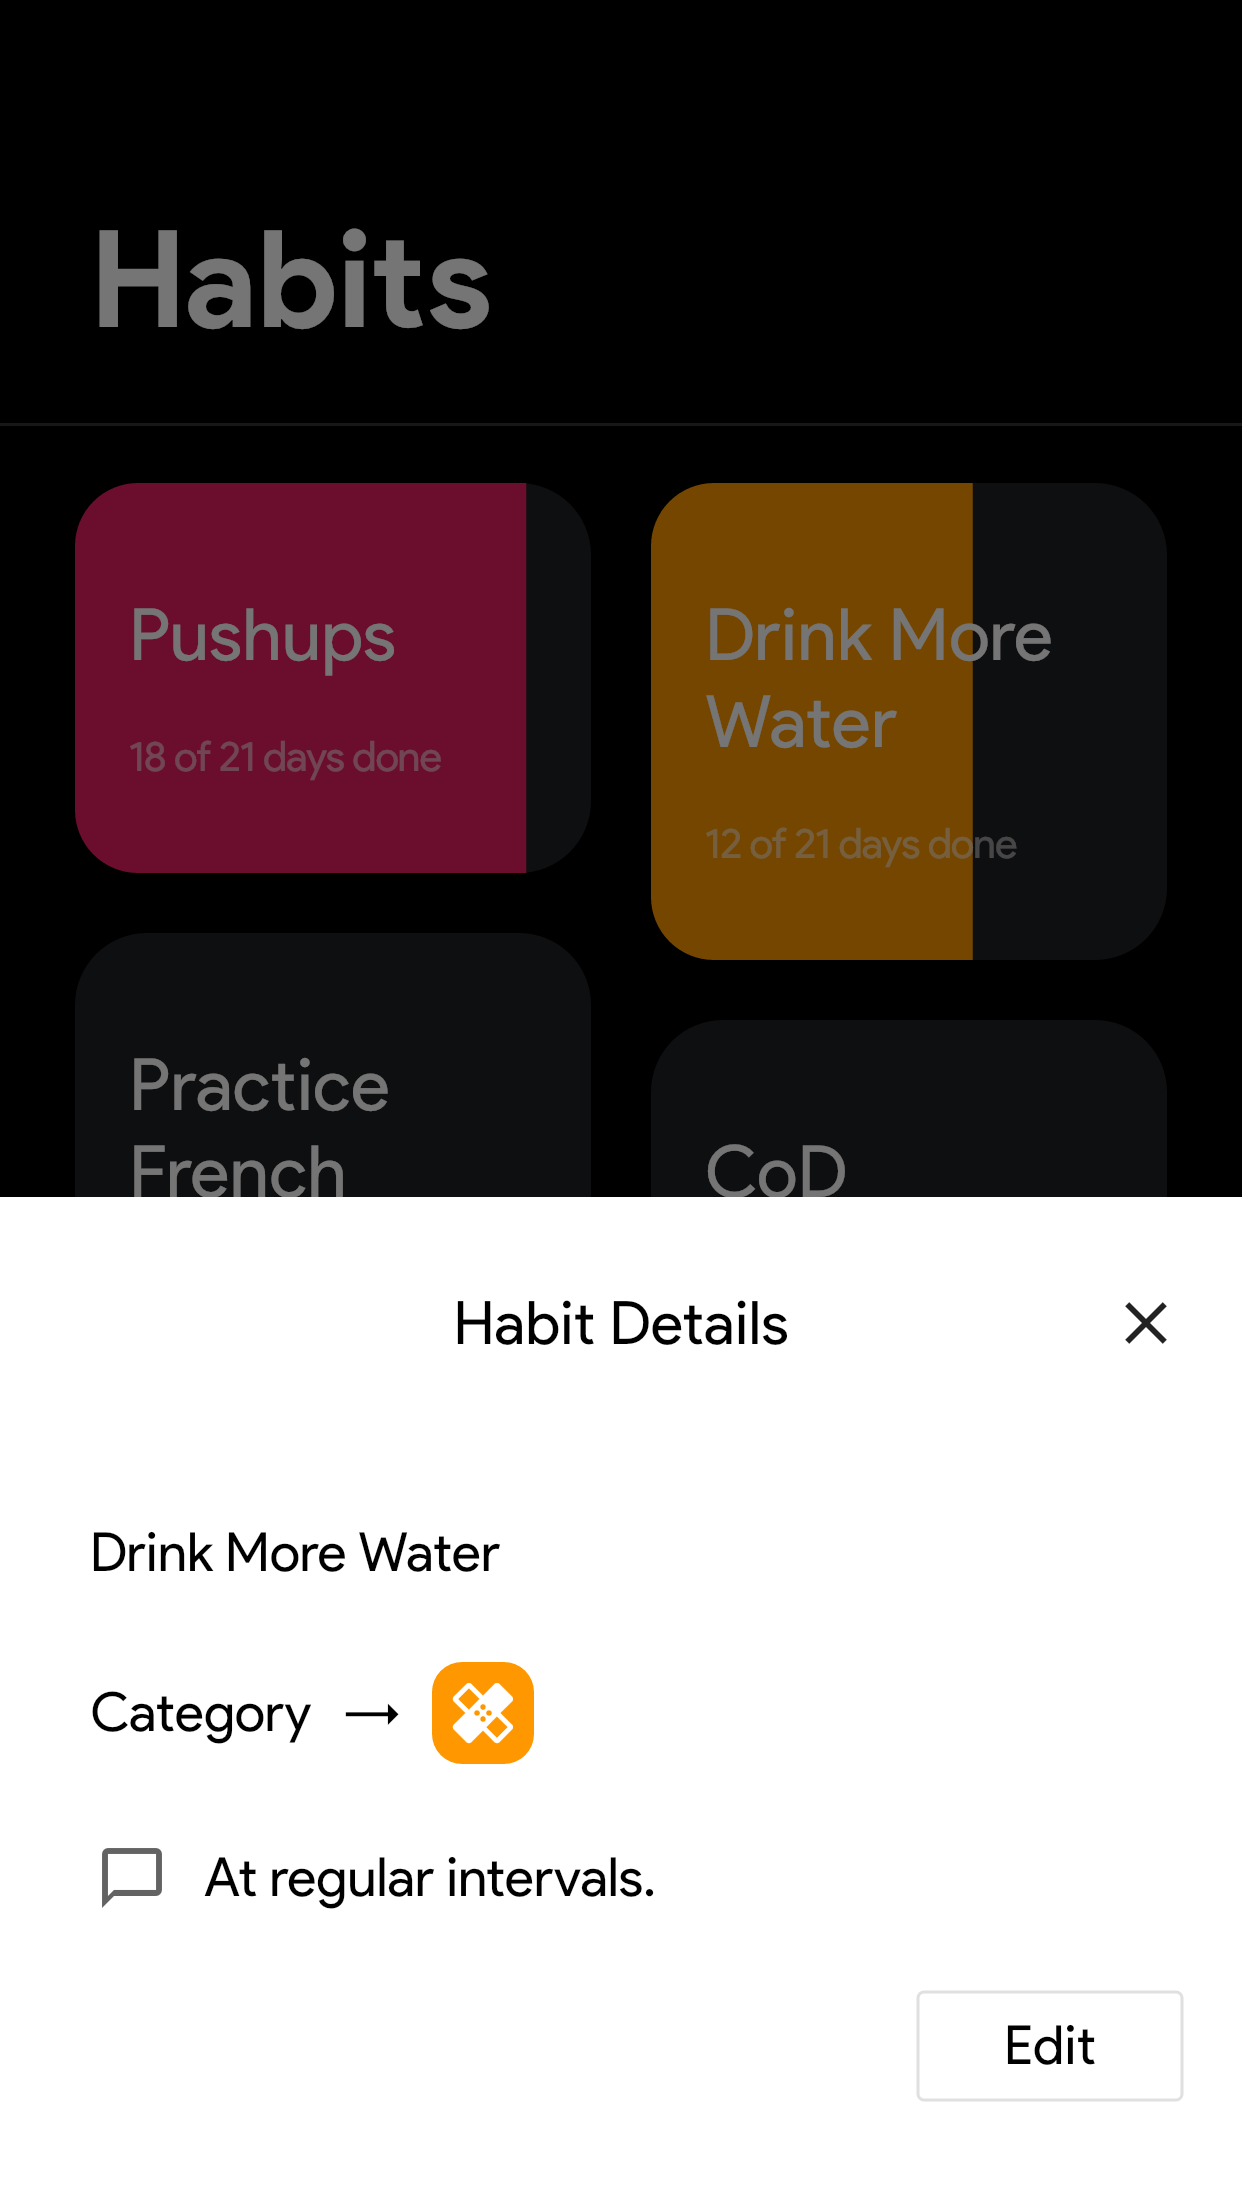 Habits
Pushups
18 of 21 days done
Drink More
Water
12 of 21 days done
Practice
French
CoD
Habit Details
Drink More Water
Category
At regular intervals.
Edit